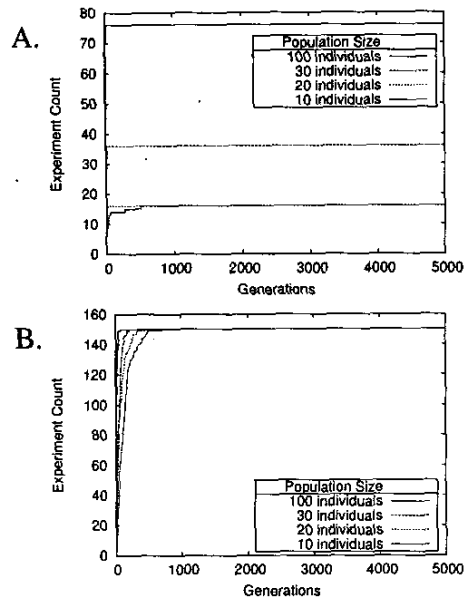 A.
80
70
60
50
40
30
20
10
0
Experiment Count
Population Size
100 individuals
30 individuals
20 individuals
10 individuals
0 1000 2000 3000 4000 5000
Generations
B.
160
140
120
100
80
60
40
20
0
Experiment Count
Population Size
100 individuals
30 individuals
20 individuals
10 individuals
0 1000 2000 3000 4000 5000
Generations